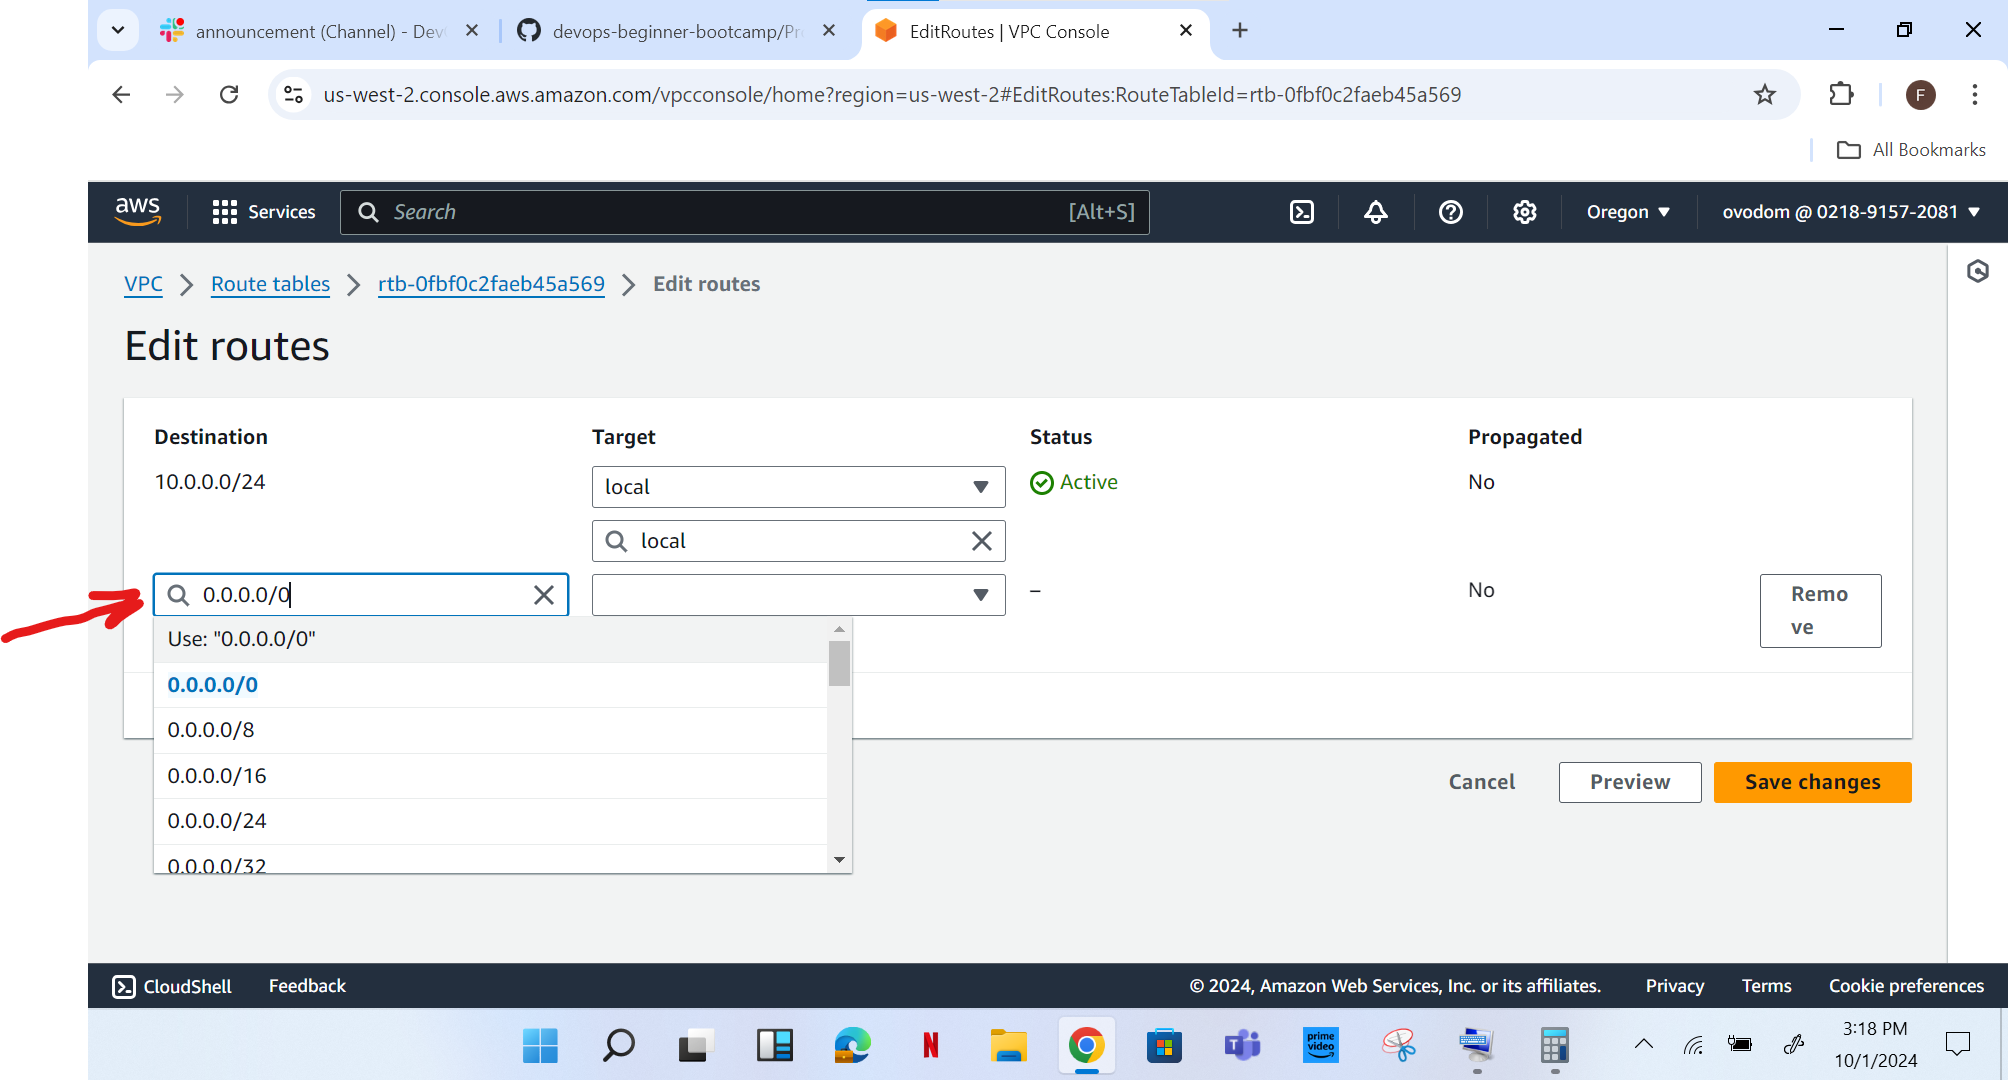 announcement (Channel) - Dev
devops-beginner-bootcamp/Pr
EditRoutes | VPC Console
us-west-2.console.aws.amazon.com/vpcconsole/home?region=us-west-2#EditRoutes:RouteTableId=rtb-0fbf0c2faeb45a569
F
All Bookmarks
aws
Services
Search
[Alt+S]
Oregon
ovodom @ 0218-9157-2081
VPC
Route tables
rtb-0fbf0c2faeb45a569
Edit routes
Edit routes
Destination
Target
Status
Propagated
10.0.0.0/24
local
Active
No
local
0.0.0.0/0
–
No
Remo
ve
Use: "0.0.0.0/0"
0.0.0.0/0
0.0.0.0/8
0.0.0.0/16
0.0.0.0/24
0.0.0.0/32
Cancel
Preview
Save changes
CloudShell
Feedback
© 2024, Amazon Web Services, Inc. or its affiliates.
Privacy
Terms
Cookie preferences
N
T
prime
video
3:18 PM
10/1/2024